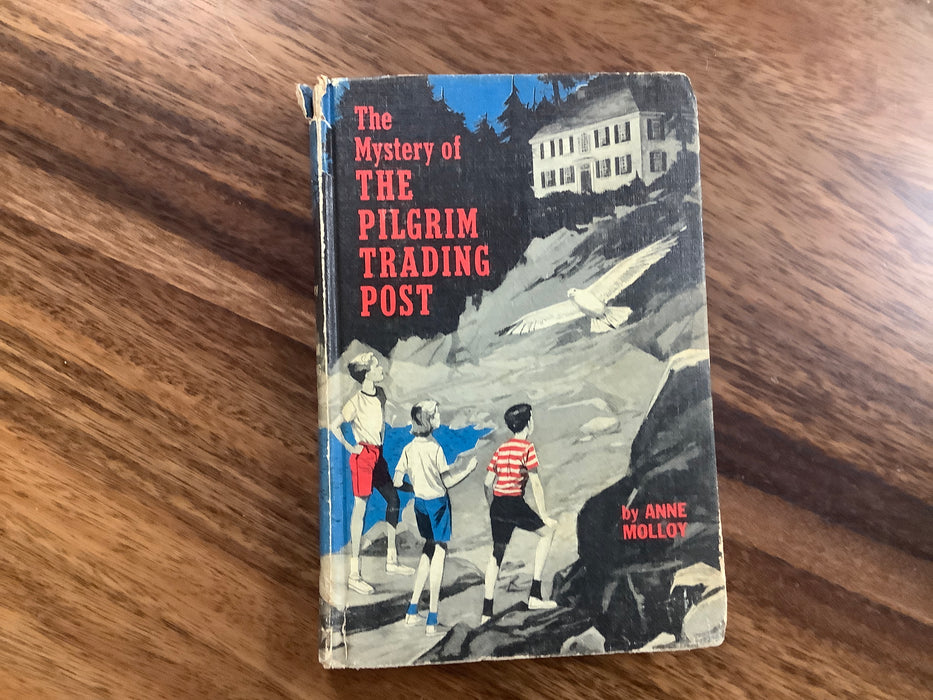 The
Mystery of
THE
PILGRIM
TRADING
POST
by ANNE
MOLLOY